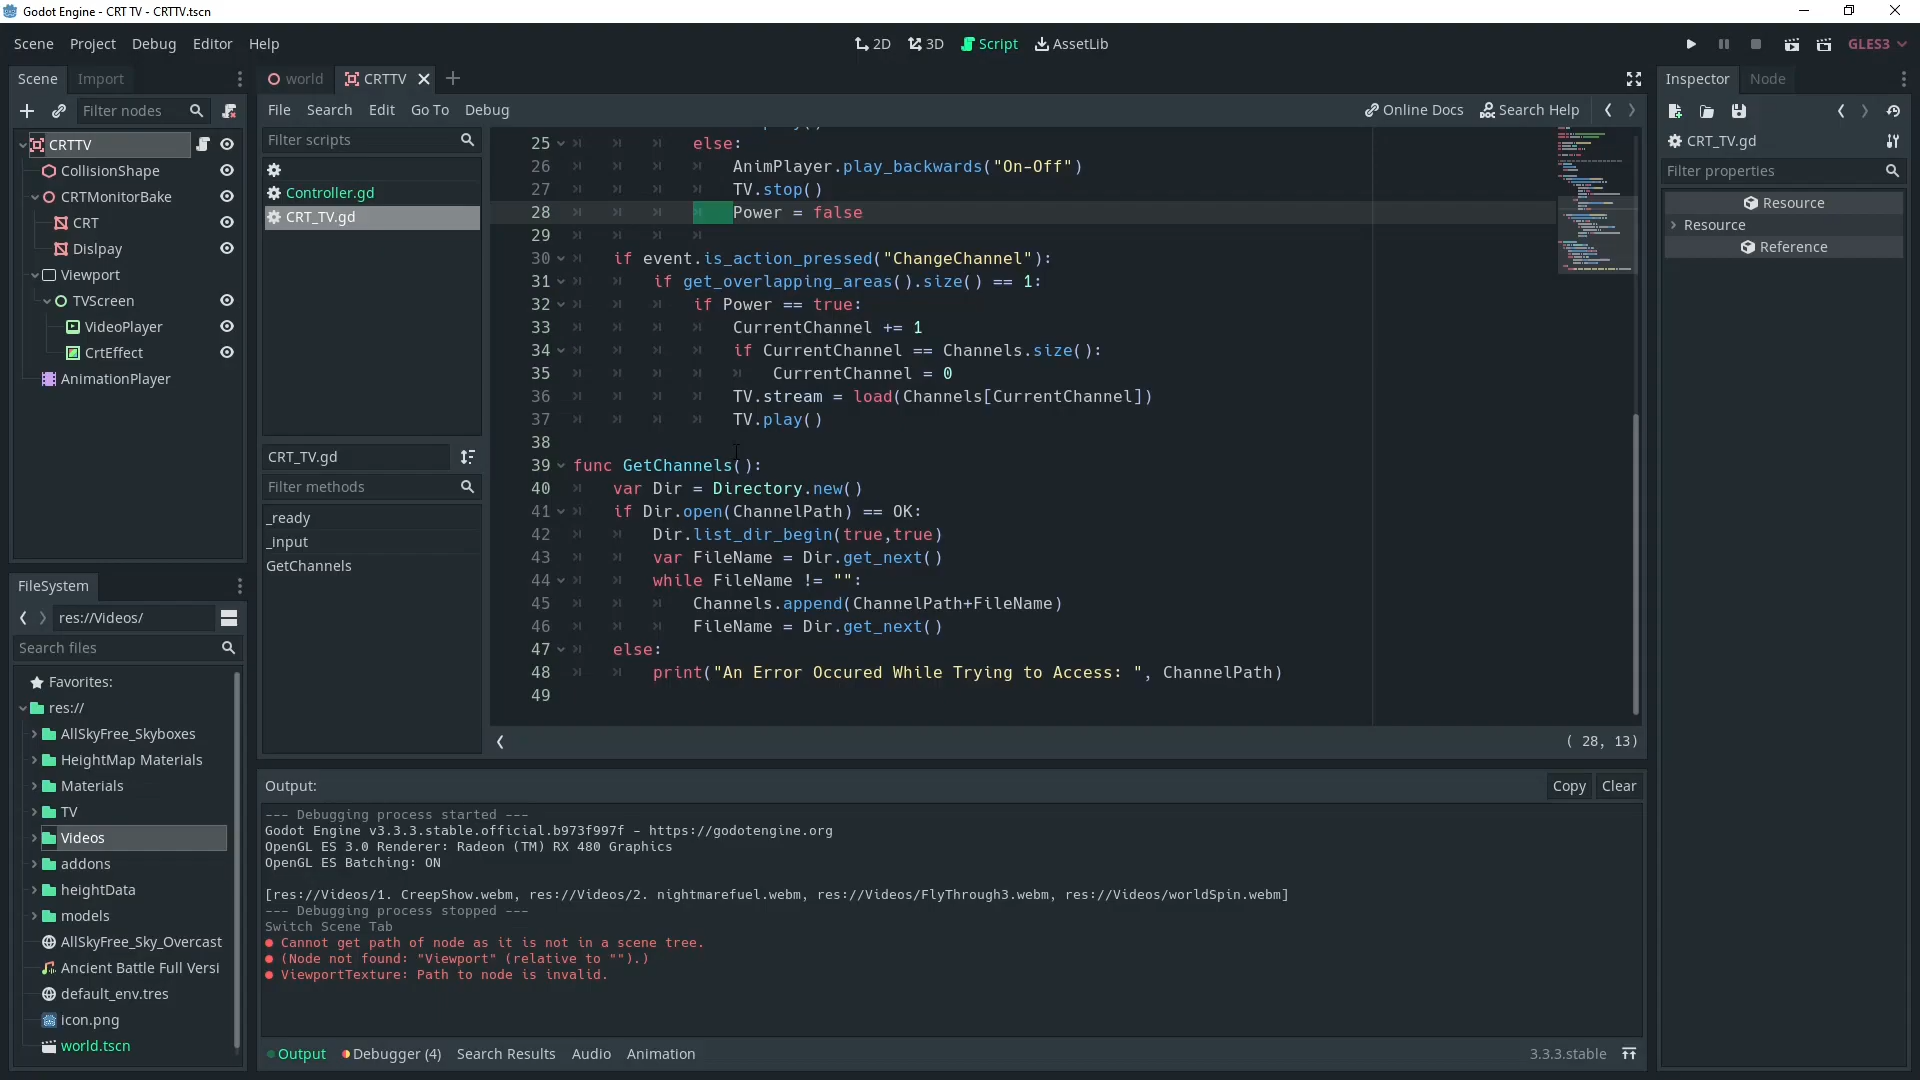 Godot Engine - CRT TV - CRTTV.tscn
Scene Project Debug Editor Help
2D 3D Script AssetLib
GLES3
Scene Import
world CRTTV
Inspector Node
Filter nodes
File Search Edit Go To Debug
Online Docs Search Help
CRTTV
CollisionShape
CRTMonitorBake
CRT
Dislpay
Viewport
TVScreen
VideoPlayer
CrtEffect
AnimationPlayer
Filter scripts
Controller.gd
CRT_TV.gd
CRT_TV.gd
Filter methods
_ready
_input
GetChannels
25 else:
26 AnimPlayer.play_backwards("On-Off")
27 TV.stop()
28 Power = false
29
30 if event.is_action_pressed("ChangeChannel"):
31 if get_overlapping_areas().size() == 1:
32 if Power == true:
33 CurrentChannel += 1
34 if CurrentChannel == Channels.size():
35 CurrentChannel = 0
36 TV.stream = load(Channels[CurrentChannel])
37 TV.play()
38
39 func GetChannels():
40 var Dir = Directory.new()
41 if Dir.open(ChannelPath) == OK:
42 Dir.list_dir_begin(true,true)
43 var FileName = Dir.get_next()
44 while FileName != "":
45 Channels.append(ChannelPath+FileName)
46 FileName = Dir.get_next()
47 else:
48 print("An Error Occured While Trying to Access: ", ChannelPath)
49
( 28, 13)
CRT_TV.gd
Filter properties
Resource
Resource
Reference
FileSystem
res://Videos/
Search files
Favorites:
res://
AllSkyFree_Skyboxes
HeightMap Materials
Materials
TV
Videos
addons
heightData
models
AllSkyFree_Sky_Overcast
Ancient Battle Full Versi
default_env.tres
icon.png
world.tscn
Output:
Copy Clear
--- Debugging process started ---
Godot Engine v3.3.3.stable.official.b973f997f - https://godotengine.org
OpenGL ES 3.0 Renderer: Radeon (TM) RX 480 Graphics
OpenGL ES Batching: ON
[res://Videos/1. CreepShow.webm, res://Videos/2. nightmarefuel.webm, res://Videos/FlyThrough3.webm, res://Videos/worldSpin.webm]
--- Debugging process stopped ---
Switch Scene Tab
Cannot get path of node as it is not in a scene tree.
(Node not found: "Viewport" (relative to "").)
ViewportTexture: Path to node is invalid.
Output Debugger (4) Search Results Audio Animation
3.3.3.stable